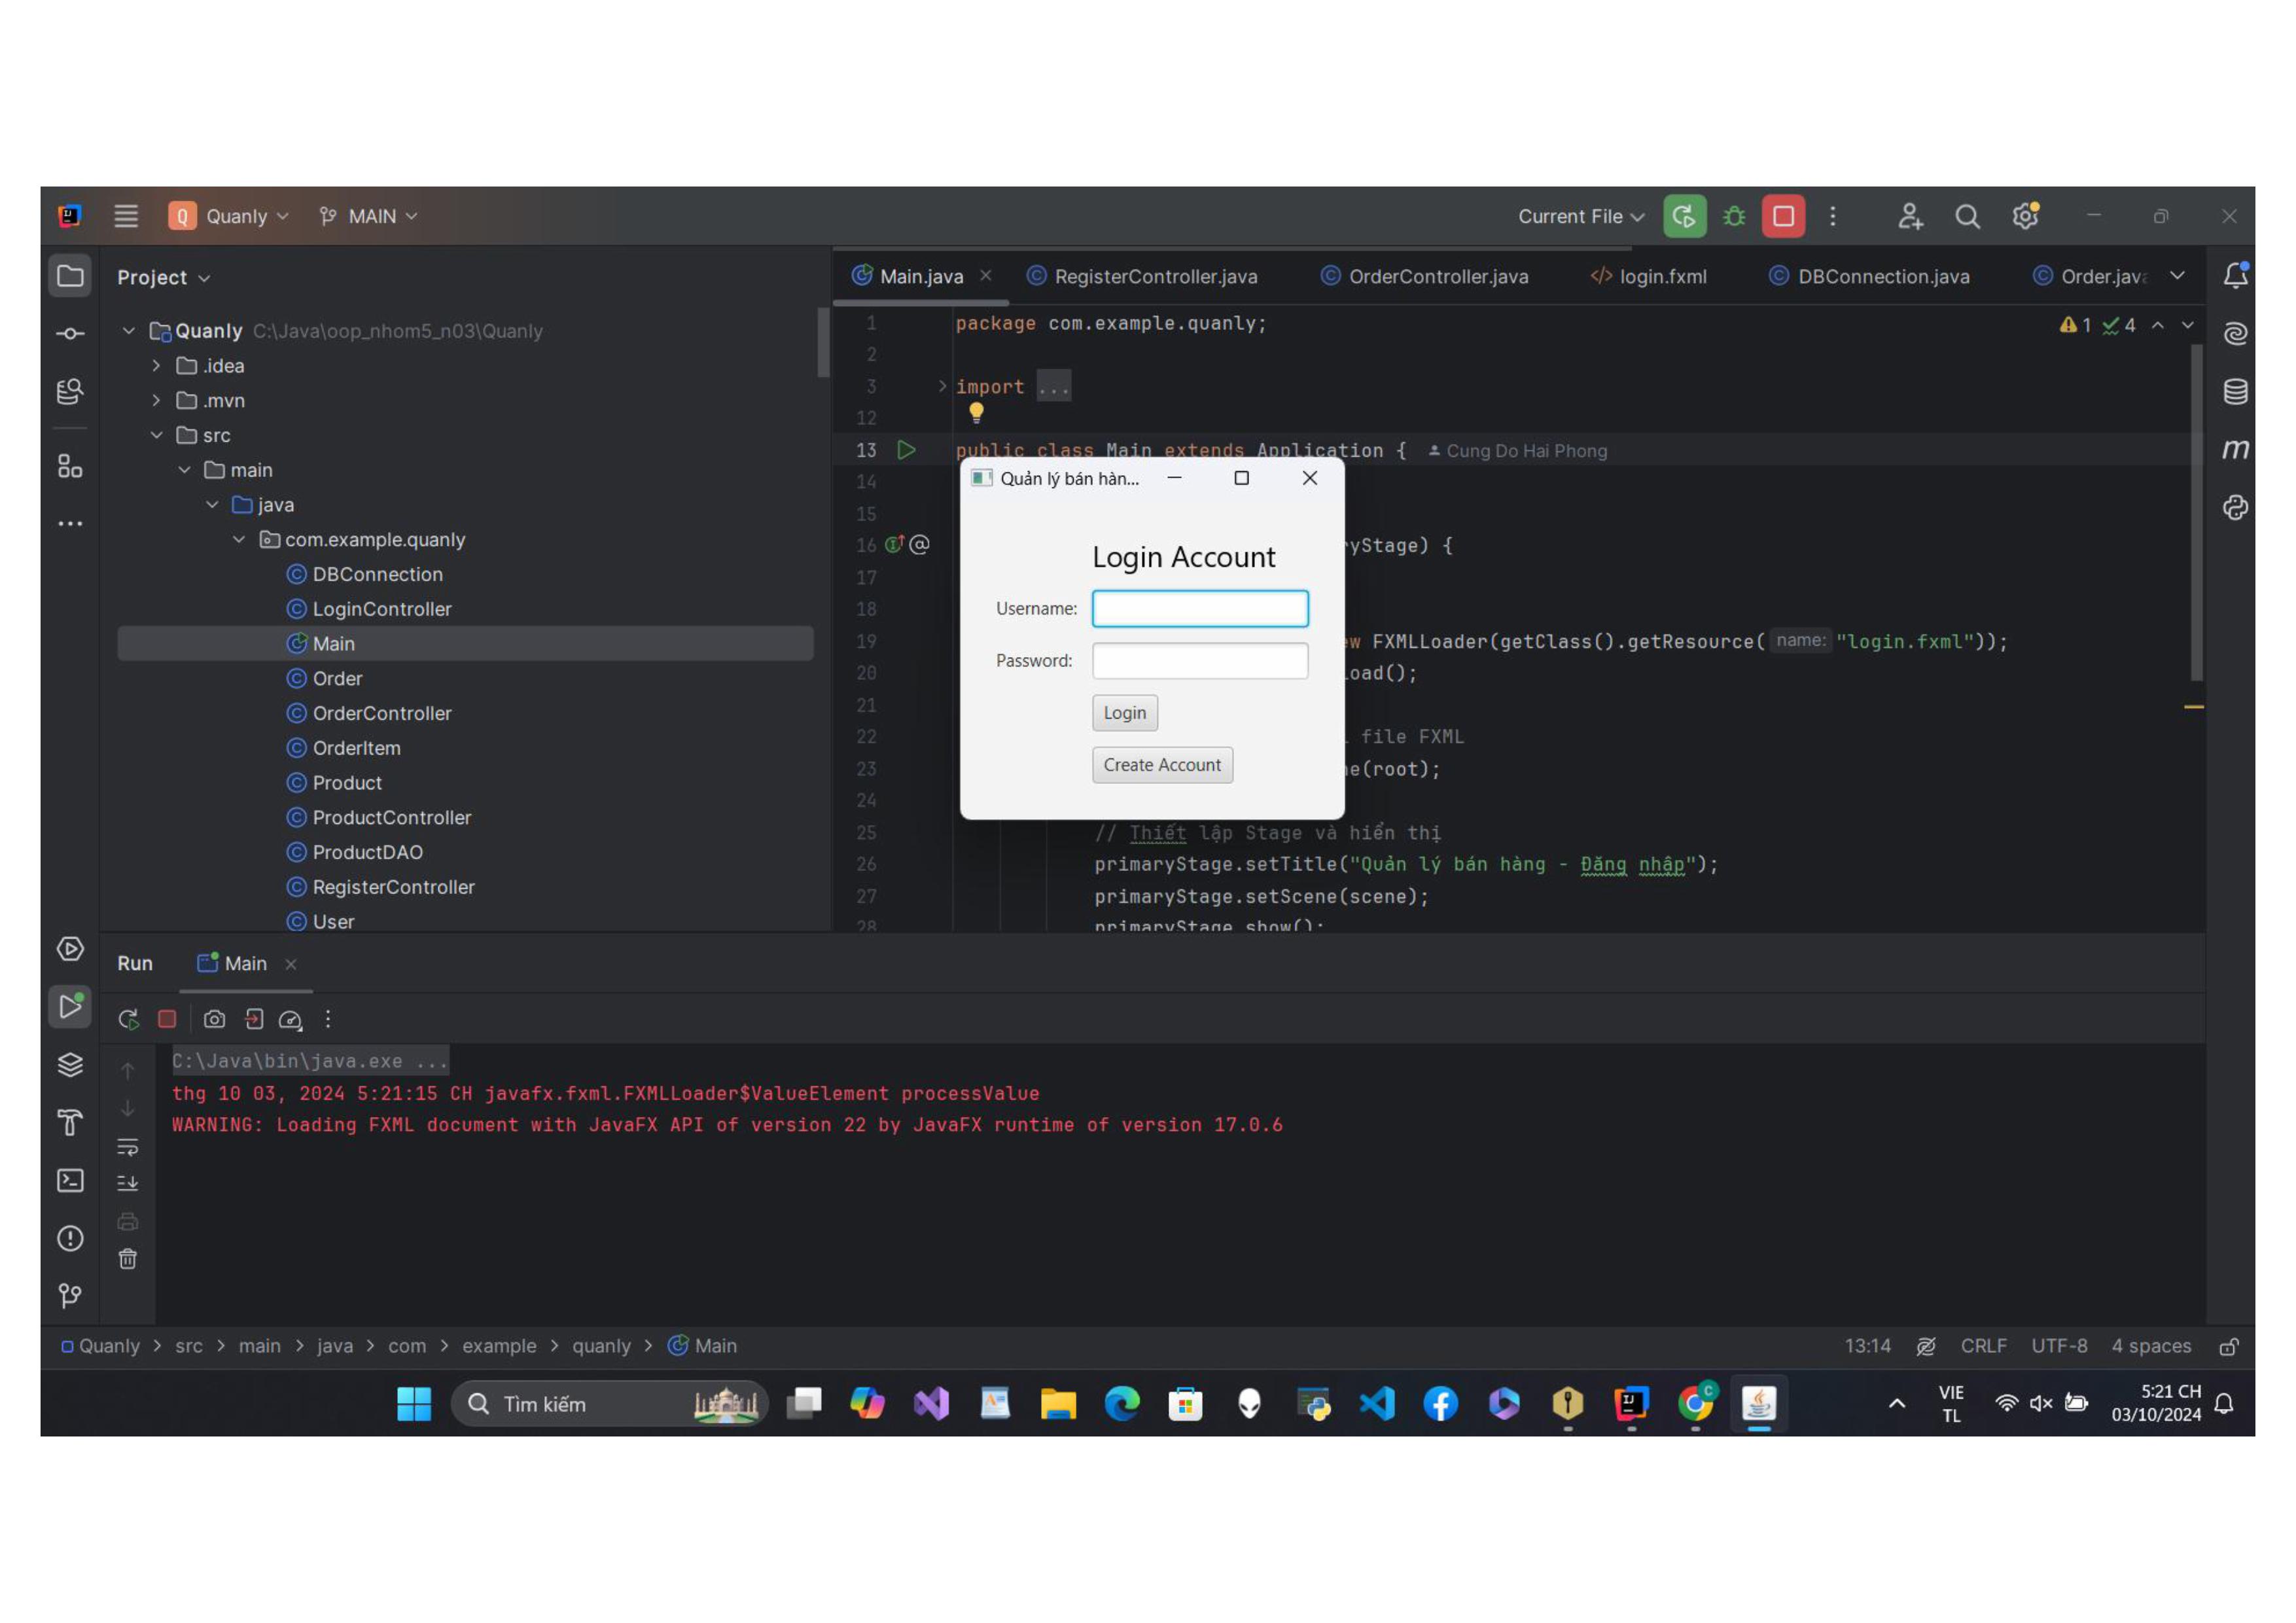 Quanly
MAIN
Current File
Project
Quanly C:\Java\oop_nhom5_n03\Quanly
.idea
.mvn
src
main
java
com.example.quanly
DBConnection
LoginController
Main
Order
OrderController
OrderItem
Product
ProductController
ProductDAO
RegisterController
User
Main.java
RegisterController.java
OrderController.java
login.fxml
DBConnection.java
Order.java
1 package com.example.quanly;
1 4
2
3 import ...
12
13 public class Main extends Application { Cung Do Hai Phong
14
15
16 yStage) {
17
18
19 w FXMLLoader(getClass().getResource( name: "login.fxml"));
20 oad();
21
22 file FXML
23 e(root);
24
25 // Thiết lập Stage và hiển thị
26 primaryStage.setTitle("Quản lý bán hàng - Đăng nhập");
27 primaryStage.setScene(scene);
28 primaryStage.show();
Quản lý bán hàn...
Login Account
Username:
Password:
Login
Create Account
Run
Main
C:\Java\bin\java.exe ...
thg 10 03, 2024 5:21:15 CH javafx.fxml.FXMLLoader$ValueElement processValue
WARNING: Loading FXML document with JavaFX API of version 22 by JavaFX runtime of version 17.0.6
Quanly > src > main > java > com > example > quanly > Main
13:14 CRLF UTF-8 4 spaces
Tìm kiếm
VIE
TL
5:21 CH
03/10/2024